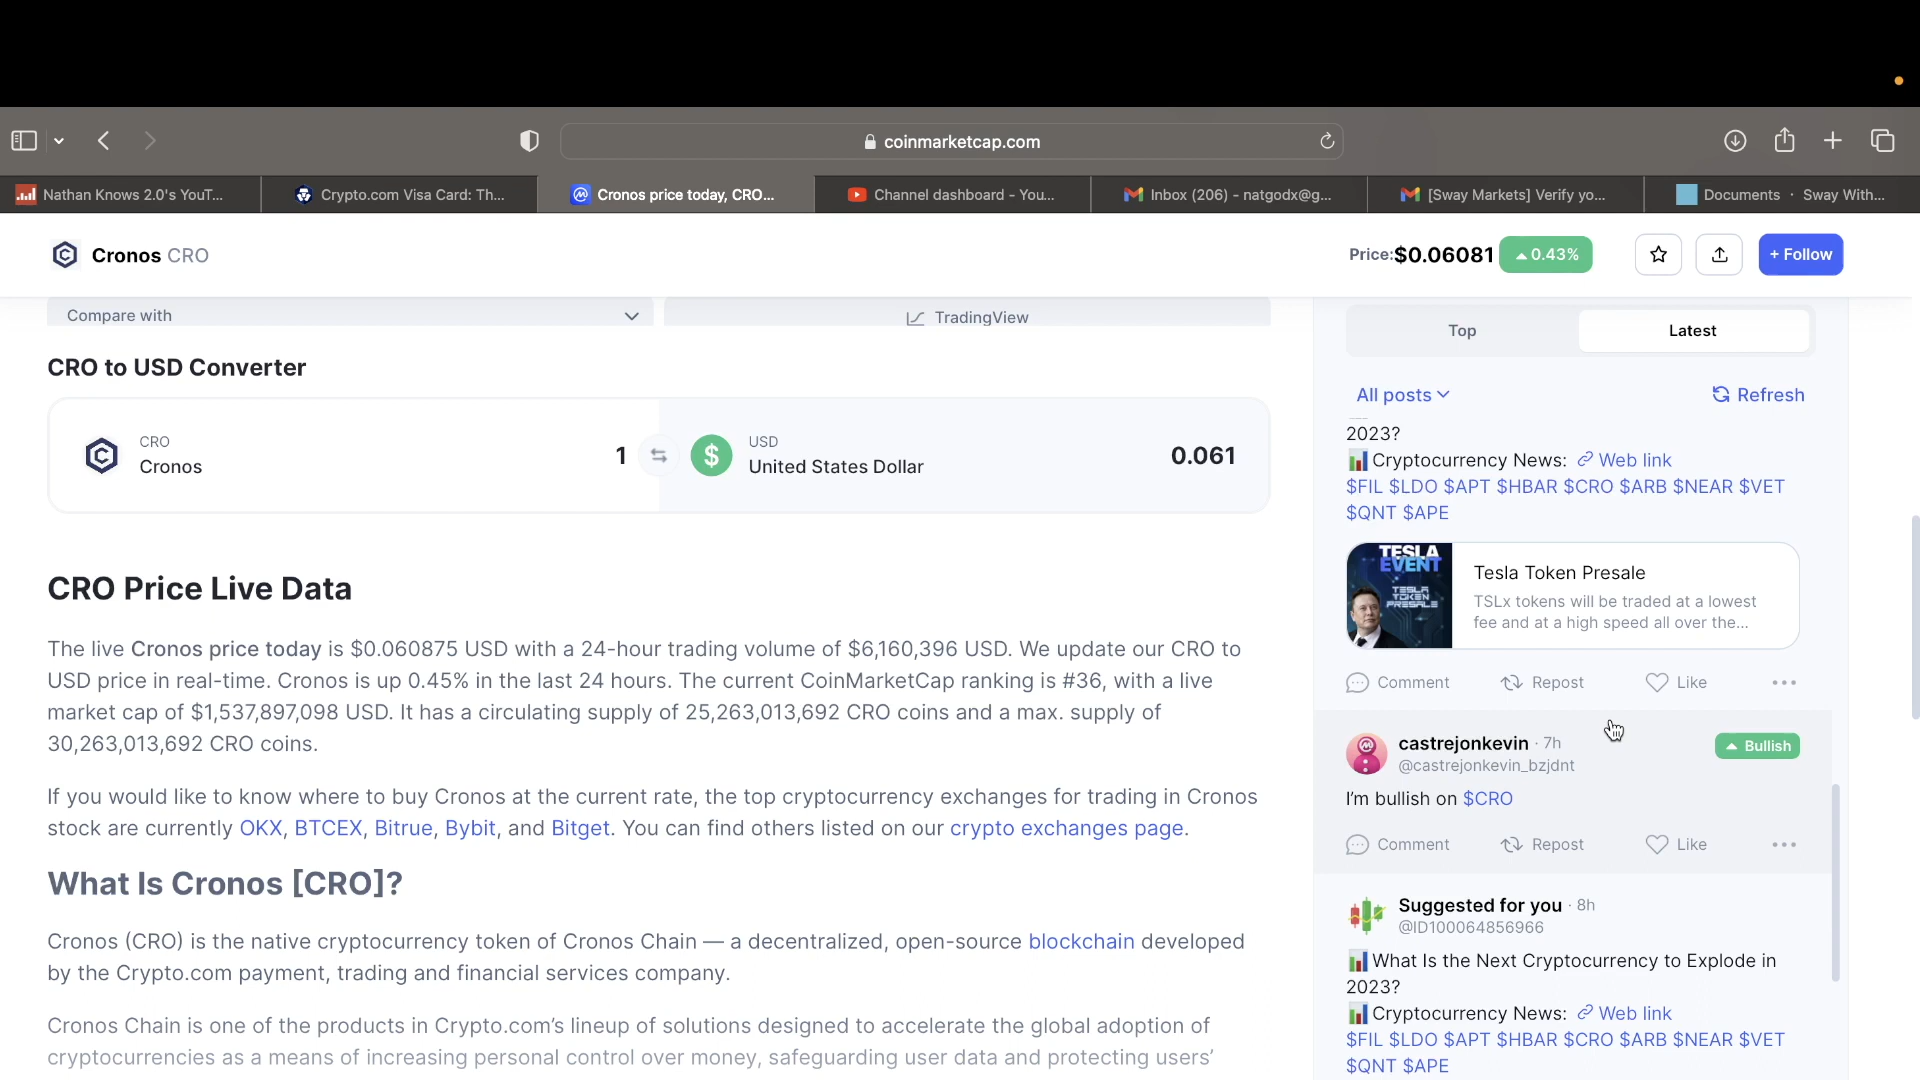 coinmarketcap.com
Nathan Knows 2.0's YouT...
Crypto.com Visa Card: Th...
Cronos price today, CRO...
Channel dashboard - You...
Inbox (206) - natgodx@g...
[Sway Markets] Verify yo...
Documents · Sway With...
Cronos CRO
Price:$0.06081
0.43%
+ Follow
Compare with
TradingView
CRO to USD Converter
CRO
Cronos
1
$
USD
United States Dollar
0.061
CRO Price Live Data
The live Cronos price today is $0.060875 USD with a 24-hour trading volume of $6,160,396 USD. We update our CRO to
USD price in real-time. Cronos is up 0.45% in the last 24 hours. The current CoinMarketCap ranking is #36, with a live
market cap of $1,537,897,098 USD. It has a circulating supply of 25,263,013,692 CRO coins and a max. supply of
30,263,013,692 CRO coins.
If you would like to know where to buy Cronos at the current rate, the top cryptocurrency exchanges for trading in Cronos
stock are currently OKX, BTCEX, Bitrue, Bybit, and Bitget. You can find others listed on our crypto exchanges page.
What Is Cronos [CRO]?
Cronos (CRO) is the native cryptocurrency token of Cronos Chain — a decentralized, open-source blockchain developed
by the Crypto.com payment, trading and financial services company.
Cronos Chain is one of the products in Crypto.com's lineup of solutions designed to accelerate the global adoption of
cryptocurrencies as a means of increasing personal control over money, safeguarding user data and protecting users'
Top
Latest
All posts
Refresh
2023?
Cryptocurrency News: Web link
$FIL $LDO $APT $HBAR $CRO $ARB $NEAR $VET
$QNT $APE
TESLA
EVENT
TESLA
TOKEN
PRESALE
Tesla Token Presale
TSLx tokens will be traded at a lowest
fee and at a high speed all over the...
Comment
Repost
Like
castrejonkevin · 7h
@castrejonkevin_bzjdnt
Bullish
I'm bullish on $CRO
Comment
Repost
Like
Suggested for you · 8h
@ID100064856966
What Is the Next Cryptocurrency to Explode in
2023?
Cryptocurrency News: Web link
$FIL $LDO $APT $HBAR $CRO $ARB $NEAR $VET
$QNT $APE